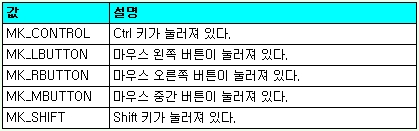 값 설명
MK_CONTROL Ctrl 키가 눌러져 있다.
MK_LBUTTON 마우스 왼쪽 버튼이 눌러져 있다.
MK_RBUTTON 마우스 오른쪽 버튼이 눌러져 있다.
MK_MBUTTON 마우스 중간 버튼이 눌러져 있다.
MK_SHIFT Shift 키가 눌러져 있다.